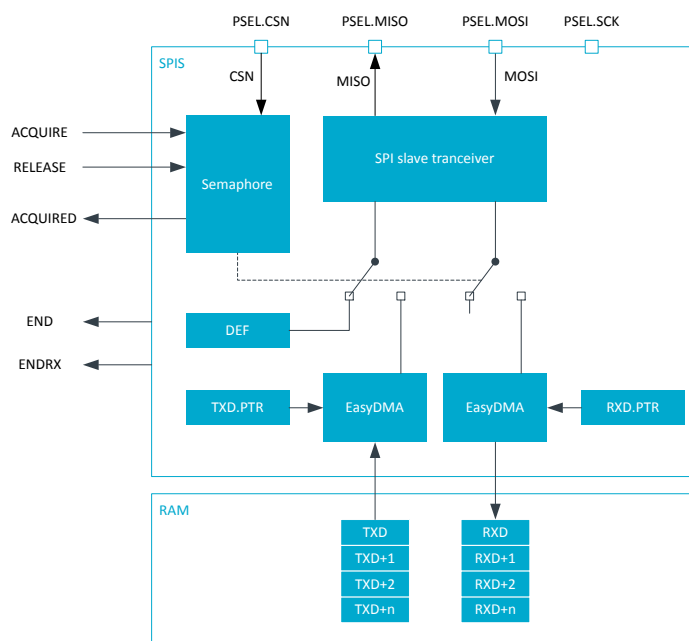 PSEL.CSN PSEL.MISO PSEL.MOSI PSEL.SCK
SPIS
CSN MISO MOSI
ACQUIRE
RELEASE
ACQUIRED
Semaphore
SPI slave tranceiver
END
ENDRX
DEF
TXD.PTR EasyDMA EasyDMA RXD.PTR
RAM
TXD RXD
TXD+1 RXD+1
TXD+2 RXD+2
TXD+n RXD+n